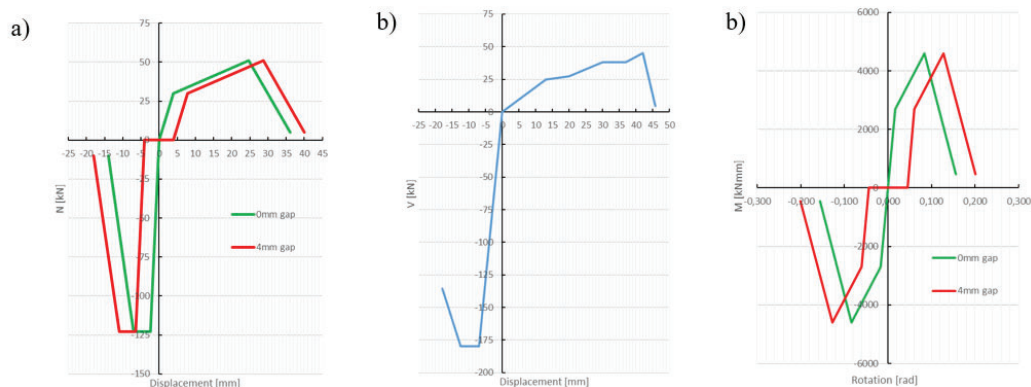 a)
75
50
25
0
-25 -20 -15 -10 -5 0 5 10 15 20 25 30 35 40 45
-25
-50
-75
-100
-125
-150
N [kN]
0mm gap
4mm gap
Displacement [mm]
b)
75
50
25
0
-25 -20 -15 -10 -5 0 5 10 15 20 25 30 35 40 45 50
-25
-50
-75
-100
-125
-150
-175
-200
V [kN]
Displacement [mm]
b)
6000
4000
2000
0
-0,300 -0,200 -0,100 0,000 0,100 0,200 0,300
-2000
-4000
-6000
M [kNmm]
0mm gap
4mm gap
Rotation [rad]